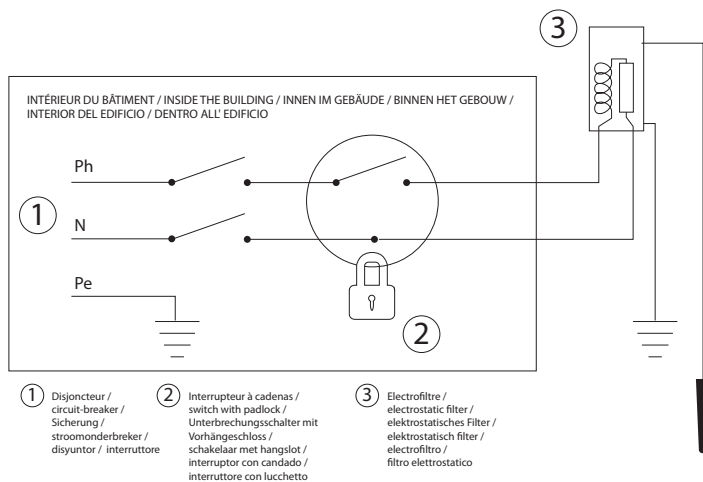 3
INTÉRIEUR DU BÂTIMENT / INSIDE THE BUILDING / INNEN IM GEBÄUDE / BINNEN HET GEBOUW /
INTERIOR DEL EDIFICIO / DENTRO ALL' EDIFICIO
Ph
1
N
Pe
2
1
Disjoncteur /
circuit-breaker /
Sicherung /
stroomonderbreker /
disyuntor / interruttore
2
Interrupteur à cadenas /
switch with padlock /
Unterbrechungsschalter mit
Vorhängeschloss /
schakelaar met hangslot /
interruptor con candado /
interruttore con lucchetto
3
Electrofiltre /
electrostatic filter /
elektrostatisches Filter /
elektrostatisch filter /
electrofiltro /
filtro elettrostatico